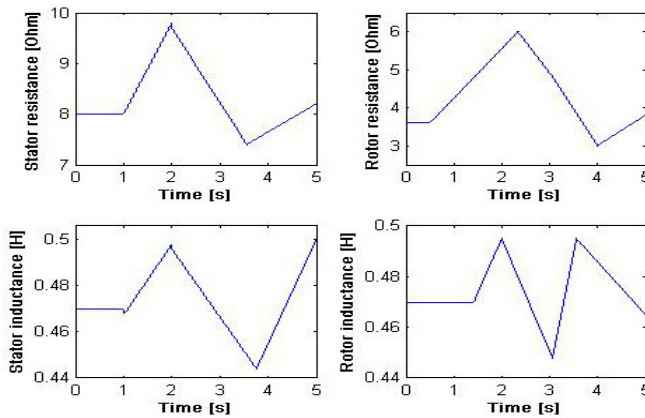 Stator resistance [Ohm]
10
9
8
7
0 1 2 3 4 5
Time [s]
Rotor resistance [Ohm]
6
5
4
3
0 1 2 3 4 5
Time [s]
Stator inductance [H]
0.5
0.48
0.46
0.44
0 1 2 3 4 5
Time [s]
Rotor inductance [H]
0.5
0.48
0.46
0.44
0 1 2 3 4 5
Time [s]